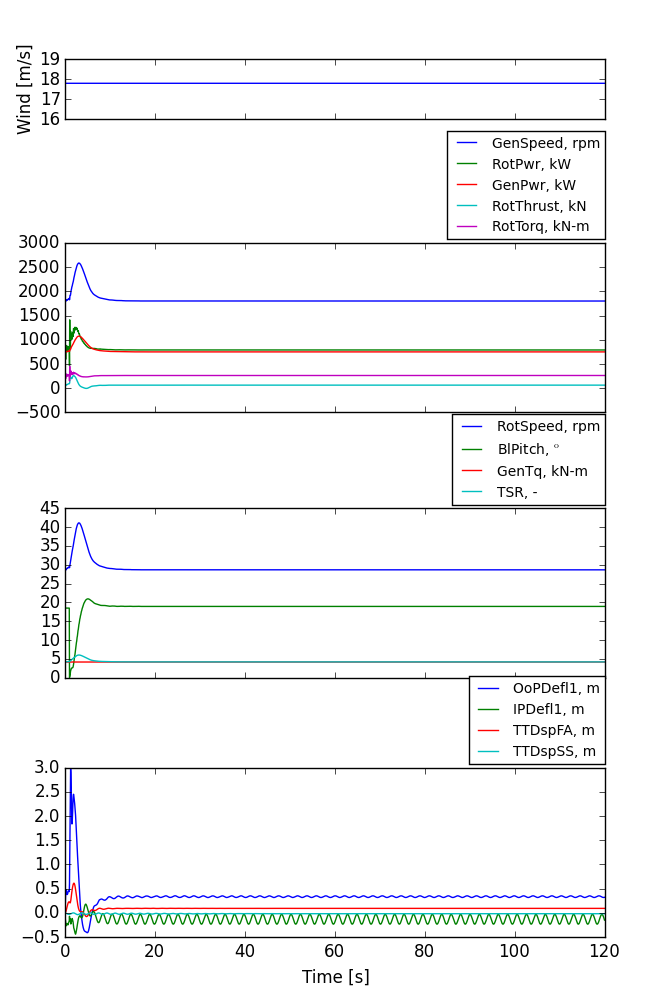 Wind [m/s]
19
18
17
16
GenSpeed, rpm
RotPwr, kW
GenPwr, kW
RotThrust, kN
RotTorq, kN-m
3000
2500
2000
1500
1000
500
0
−500
RotSpeed, rpm
BlPitch, °
GenTq, kN-m
TSR, -
45
40
35
30
25
20
15
10
5
0
OoPDefl1, m
IPDefl1, m
TTDspFA, m
TTDspSS, m
3.0
2.5
2.0
1.5
1.0
0.5
0.0
−0.5
0 20 40 60 80 100 120
Time [s]